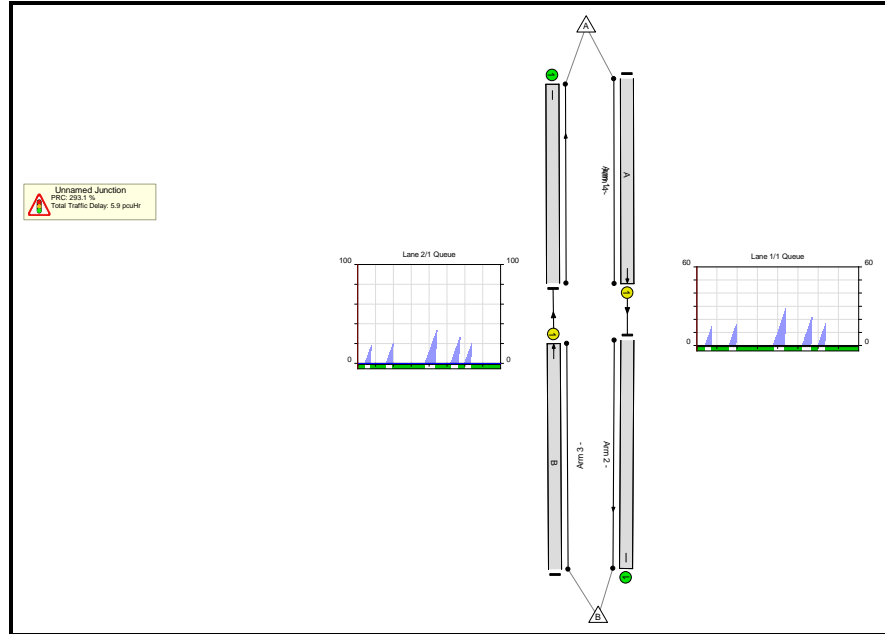 A
Unnamed Junction
PRC: 293.1 %
Total Traffic Delay: 5.9 pcuHr
A
Lane 2/1 Queue
100
100
0
0
Lane 1/1 Queue
60
60
0
0
B
Arm 3 -
Arm 2 -
B